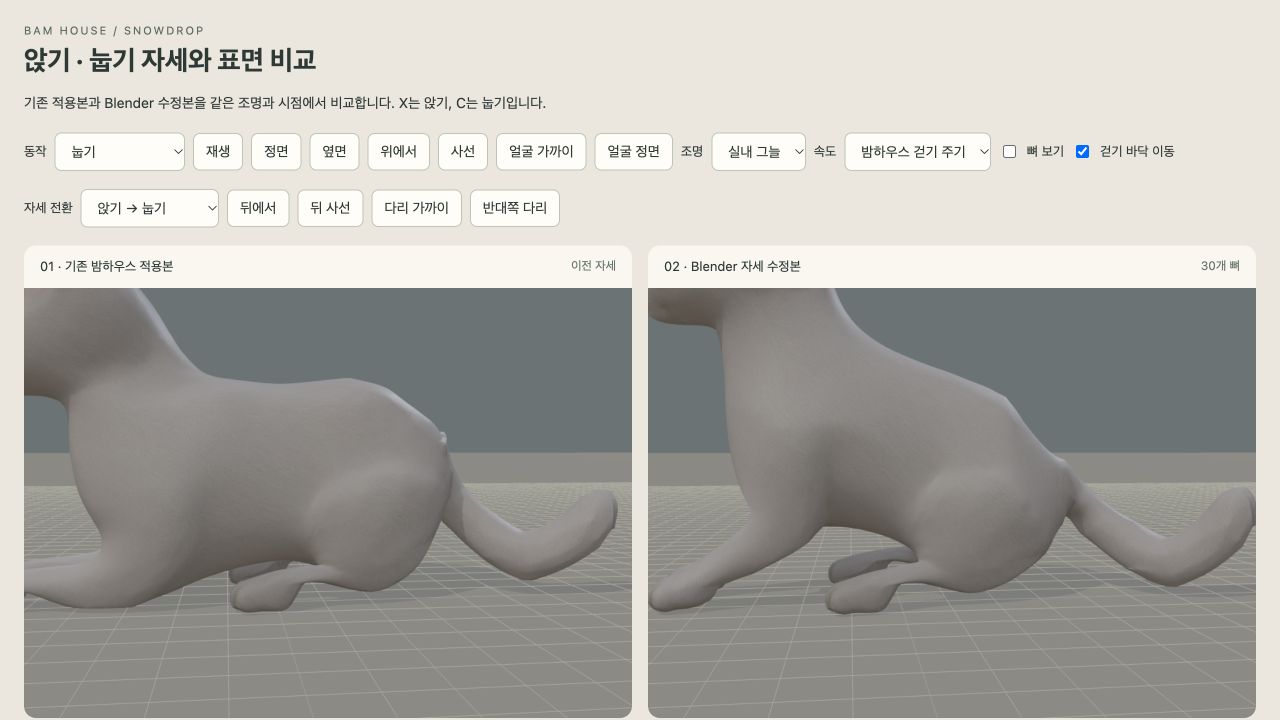 BAM HOUSE / SNOWDROP
앉기 · 눕기 자세와 표면 비교
기존 적용본과 Blender 수정본을 같은 조명과 시점에서 비교합니다. X는 앉기, C는 눕기입니다.
동작 눕기 재생 정면 옆면 위에서 사선 얼굴 가까이 얼굴 정면 조명 실내 그늘 속도 밤하우스 걷기 주기 뼈 보기 걷기 바닥 이동
자세 전환 앉기 → 눕기 뒤에서 뒤 사선 다리 가까이 반대쪽 다리
01 · 기존 밤하우스 적용본 이전 자세
02 · Blender 자세 수정본 30개 뼈